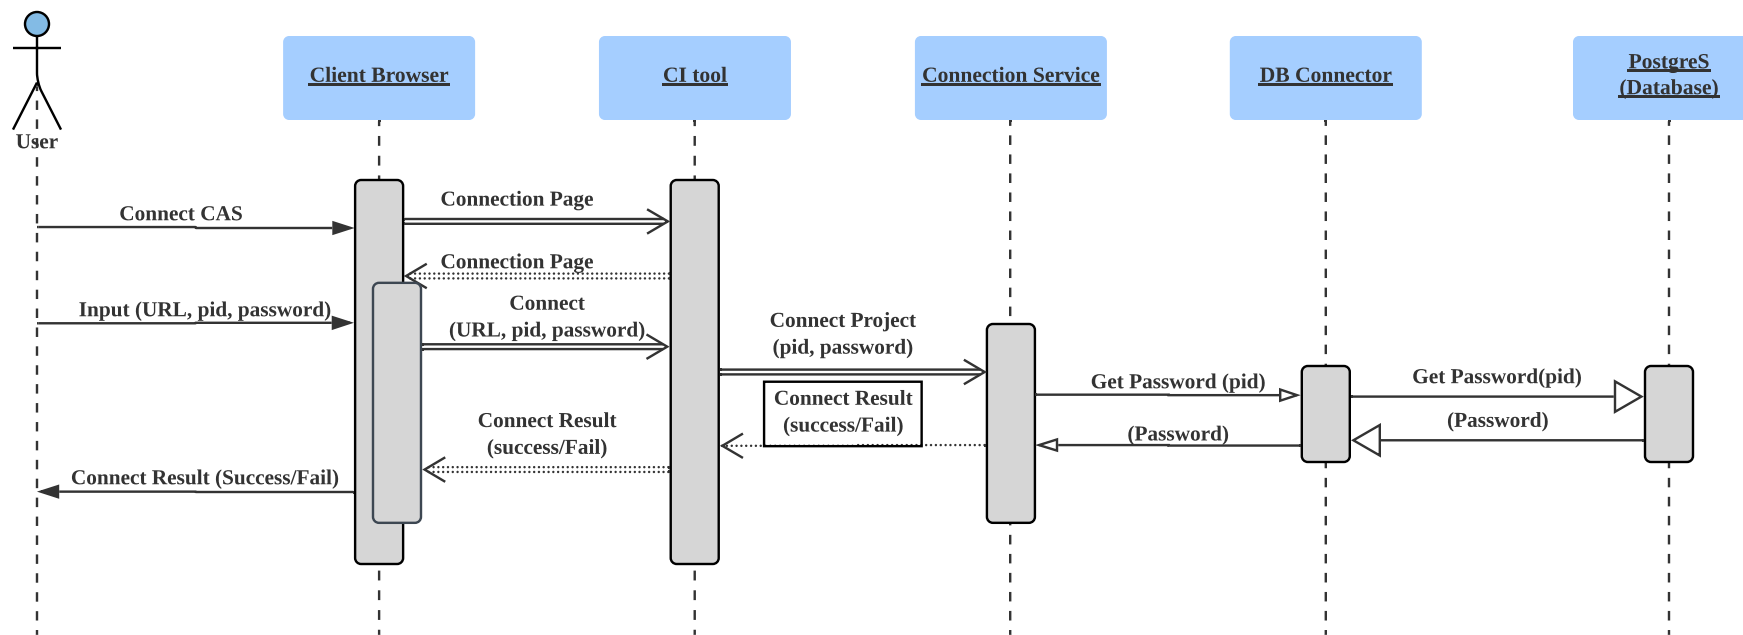 Client Browser
CI tool
Connection Service
DB Connector
PostgreS
(Database)
User
Connect CAS
Connection Page
Connection Page
Input (URL, pid, password)
Connect
(URL, pid, password)
Connect Project
(pid, password)
Get Password (pid)
Get Password(pid)
Connect Result
(success/Fail)
(Password)
(Password)
Connect Result
(success/Fail)
Connect Result (Success/Fail)